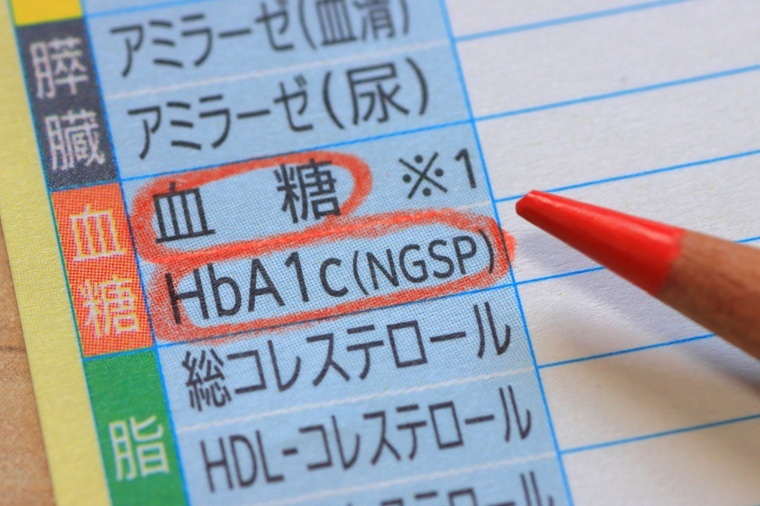 膵臓
アミラーゼ(血清)
アミラーゼ(尿)
血糖
血 糖 ※1
HbA1c(NGSP)
脂
総コレステロール
HDL-コレステロール